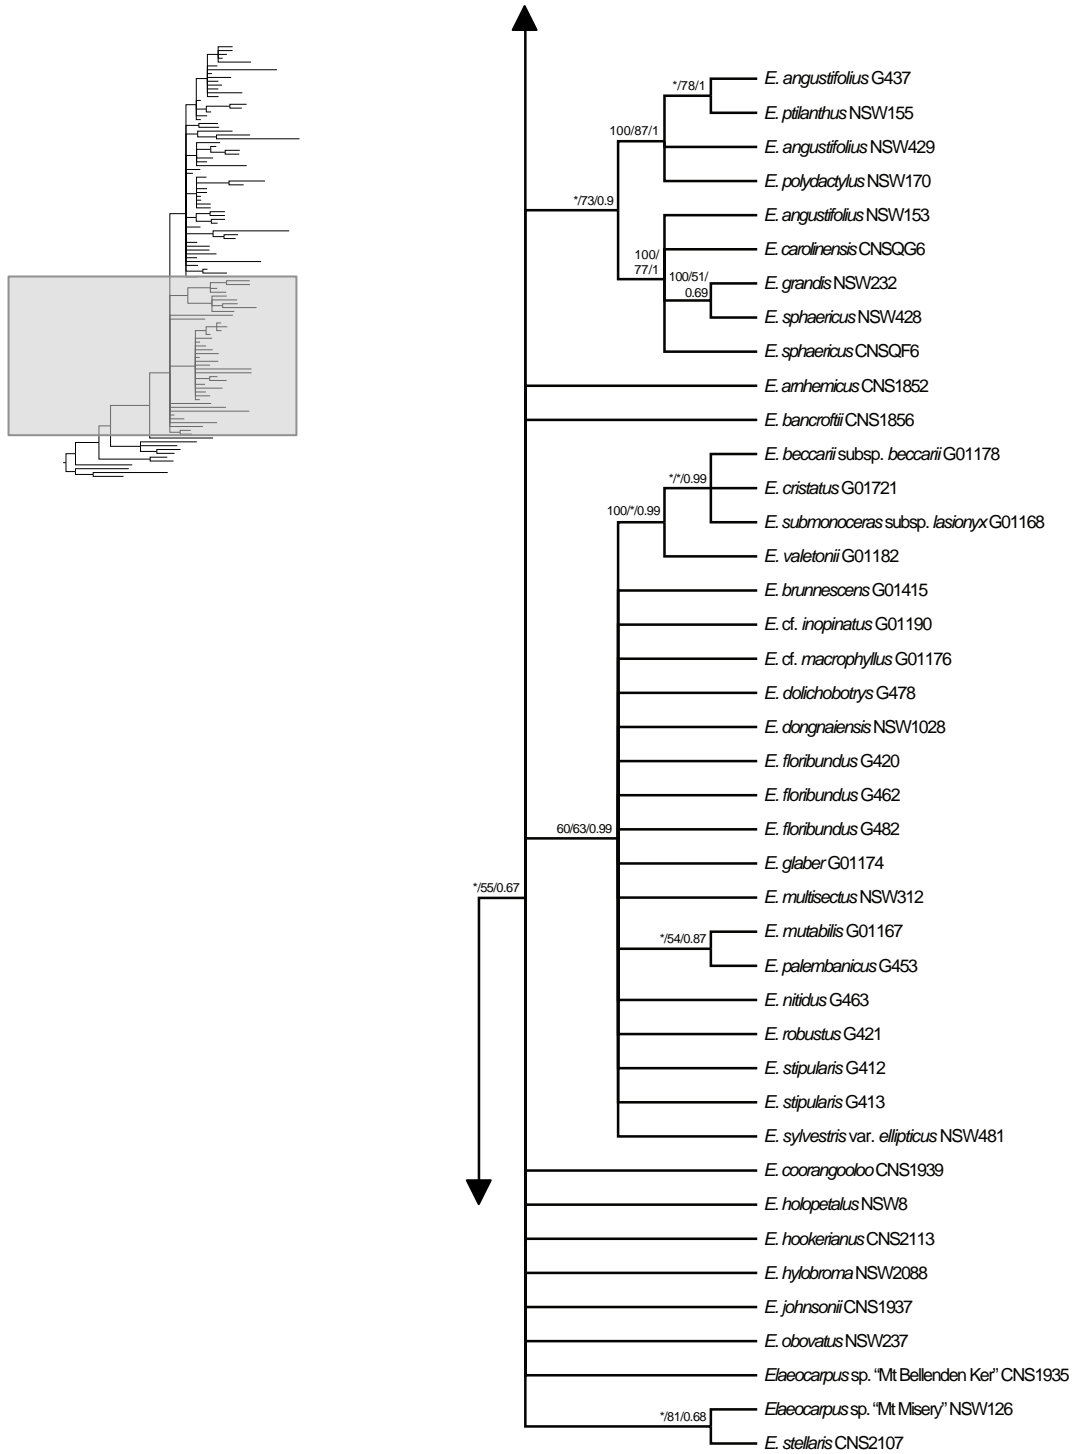 E. angustifolius G437
*/78/1
E. ptilanthus NSW155
100/87/1
E. angustifolius NSW429
E. polydactylus NSW170
*/73/0.9
E. angustifolius NSW153
E. carolinensis CNSQG6
100/
77/1
100/51/
0.69
E. grandis NSW232
E. sphaericus NSW428
E. sphaericus CNSQF6
E. arnhemicus CNS1852
E. bancroftii CNS1856
E. beccarii subsp. beccarii G01178
*/*/0.99
E. cristatus G01721
100/*/0.99
E. submonoceras subsp. lasionyx G01168
E. valetonii G01182
E. brunnescens G01415
E. cf. inopinatus G01190
E. cf. macrophyllus G01176
E. dolichobotrys G478
E. dongnaiensis NSW1028
E. floribundus G420
E. floribundus G462
60/63/0.99
E. floribundus G482
E. glaber G01174
*/55/0.67
E. multisectus NSW312
E. mutabilis G01167
*/54/0.87
E. palembanicus G453
E. nitidus G463
E. robustus G421
E. stipularis G412
E. stipularis G413
E. sylvestris var. ellipticus NSW481
E. coorangooloo CNS1939
E. holopetalus NSW8
E. hookerianus CNS2113
E. hylobroma NSW2088
E. johnsonii CNS1937
E. obovatus NSW237
Elaeocarpus sp. “Mt Bellenden Ker” CNS1935
Elaeocarpus sp. “Mt Misery” NSW126
*/81/0.68
E. stellaris CNS2107